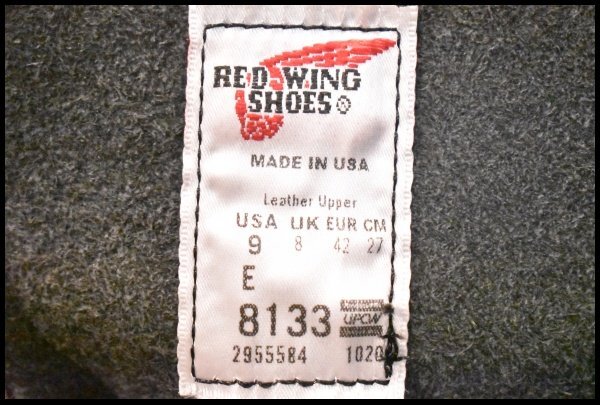 RED WING
SHOES®
MADE IN USA
Leather Upper
USA UK EUR CM
9 8 42 27
E
8133 UPCW
2955584 1020